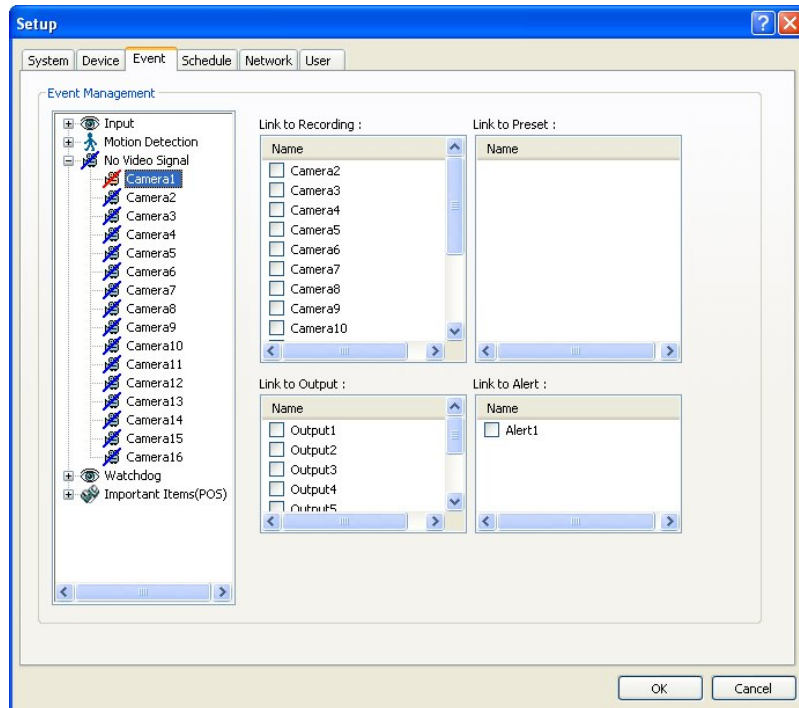 Setup
System Device Event Schedule Network User
Event Management
Input
Motion Detection
No Video Signal
Camera1
Camera2
Camera3
Camera4
Camera5
Camera6
Camera7
Camera8
Camera9
Camera10
Camera11
Camera12
Camera13
Camera14
Camera15
Camera16
Watchdog
Important Items(POS)
Link to Recording :
Name
Camera2
Camera3
Camera4
Camera5
Camera6
Camera7
Camera8
Camera9
Camera10
Link to Preset :
Name
Link to Output :
Name
Output1
Output2
Output3
Output4
Output5
Link to Alert :
Name
Alert1
OK Cancel